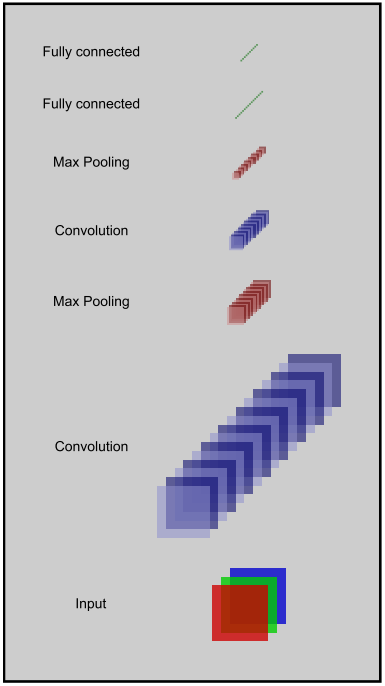 Fully connected
Fully connected
Max Pooling
Convolution
Max Pooling
Convolution
Input